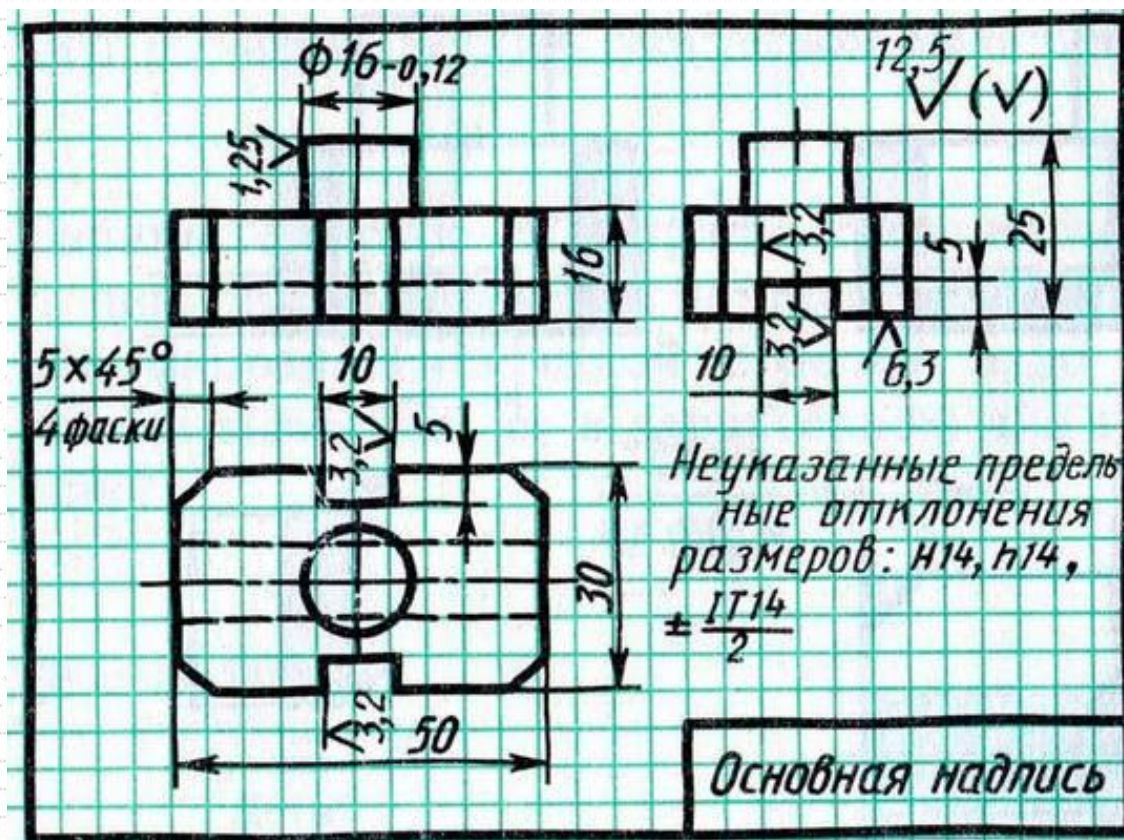 ϕ16-0,12
12,5 (√)
1,25
16
3,2
5
25
5×45°
4 фаски
10
3,2
5
10
3,2
6,3
30
Неуказанные предель
ные отклонения
размеров: H14, h14,
± IT14
2
3,2
50
Основная надпись